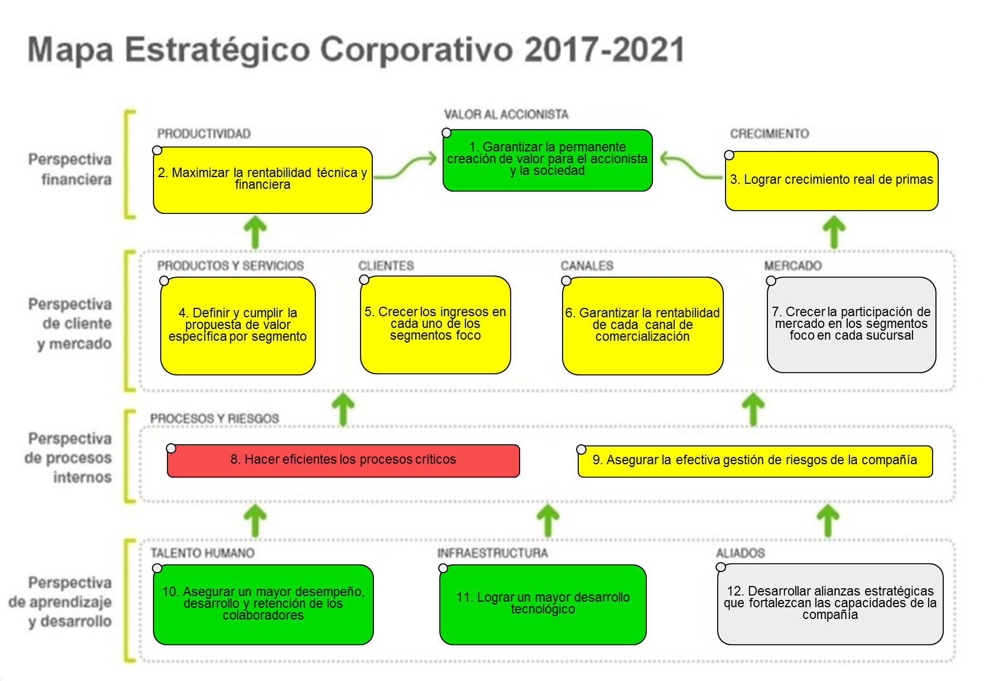 Mapa Estratégico Corporativo 2017-2021
Perspectiva
financiera
PRODUCTIVIDAD
2. Maximizar la rentabilidad técnica y
financiera
VALOR AL ACCIONISTA
1. Garantizar la permanente
creación de valor para el accionista
y la sociedad
CRECIMIENTO
3. Lograr crecimiento real de primas
Perspectiva
de cliente
y mercado
PRODUCTOS Y SERVICIOS
4. Definir y cumplir la
propuesta de valor
específica por segmento
CLIENTES
5. Crecer los ingresos en
cada uno de los
segmentos foco
CANALES
6. Garantizar la rentabilidad
de cada canal de
comercialización
MERCADO
7. Crecer la participación de
mercado en los segmentos
foco en cada sucursal
Perspectiva
de procesos
internos
PROCESOS Y RIESGOS
8. Hacer eficientes los procesos críticos
9. Asegurar la efectiva gestión de riesgos de la compañía
Perspectiva
de aprendizaje
y desarrollo
TALENTO HUMANO
10. Asegurar un mayor desempeño,
desarrollo y retención de los
colaboradores
INFRAESTRUCTURA
11. Lograr un mayor desarrollo
tecnológico
ALIADOS
12. Desarrollar alianzas estratégicas
que fortalezcan las capacidades de la
compañía